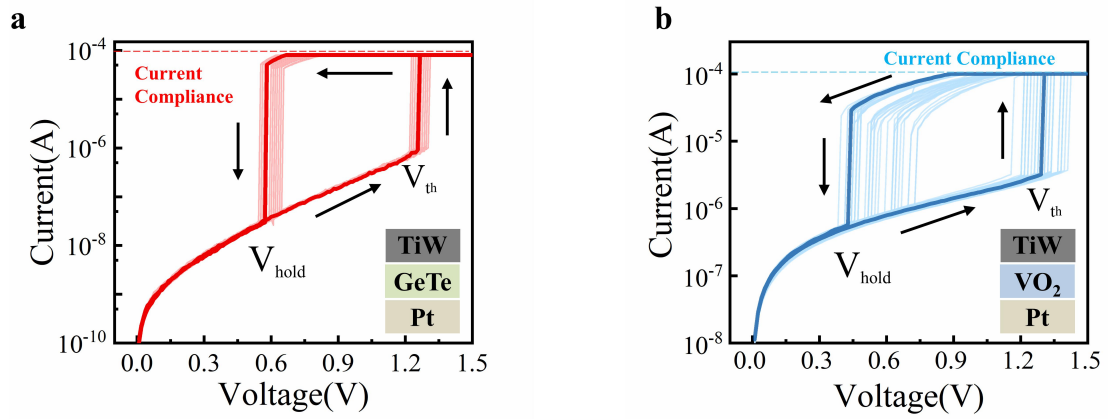 a
Current(A)
10⁻⁴
10⁻⁶
10⁻⁸
10⁻¹⁰
Current
Compliance
V_th
V_hold
TiW
GeTe
Pt
0.0 0.3 0.6 0.9 1.2 1.5
Voltage(V)
b
Current(A)
10⁻⁴
10⁻⁵
10⁻⁶
10⁻⁷
10⁻⁸
Current Compliance
V_th
V_hold
TiW
VO₂
Pt
0.0 0.3 0.6 0.9 1.2 1.5
Voltage(V)